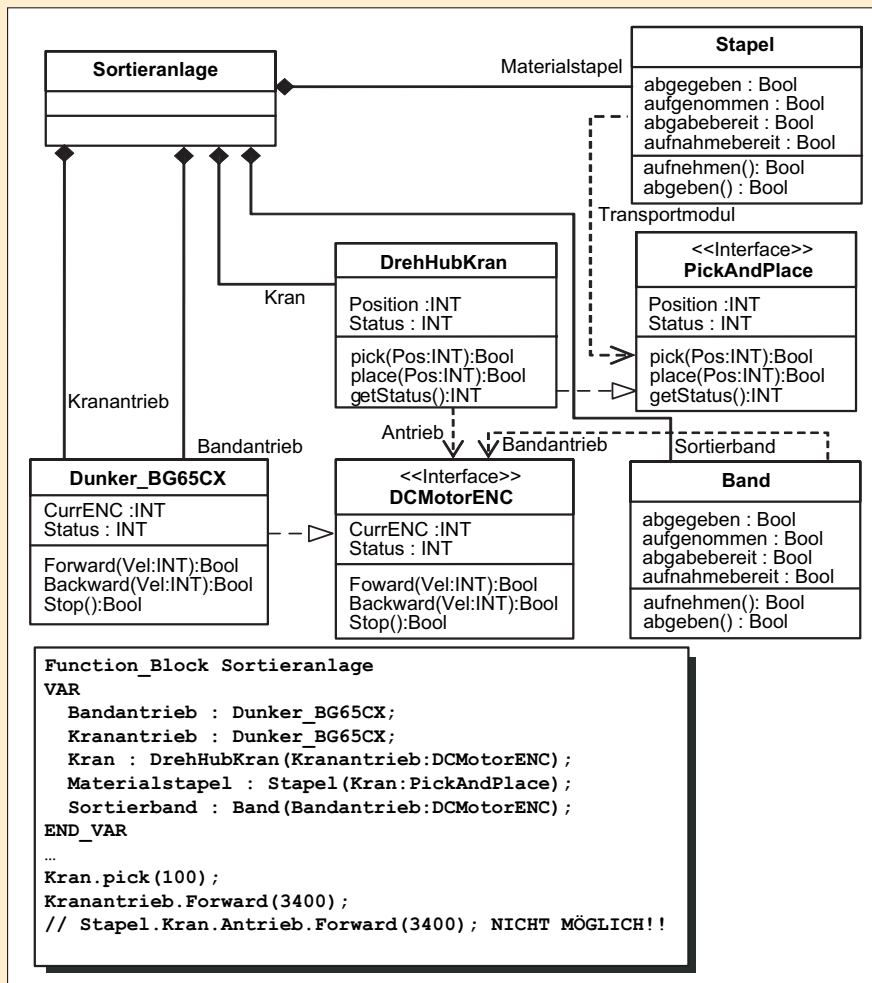 Sortieranlage
Materialstapel
Stapel
abgegeben : Bool
aufgenommen : Bool
abgabebereit : Bool
aufnahmebereit : Bool
aufnehmen(): Bool
abgeben() : Bool
Transportmodul
DrehHubKran
Position :INT
Status : INT
pick(Pos:INT):Bool
place(Pos:INT):Bool
getStatus():INT
Kran
<<Interface>>
PickAndPlace
Position :INT
Status : INT
pick(Pos:INT):Bool
place(Pos:INT):Bool
getStatus():INT
Kranantrieb
Bandantrieb
Antrieb
Bandantrieb
Sortierband
Dunker_BG65CX
CurrENC :INT
Status : INT
Forward(Vel:INT):Bool
Backward(Vel:INT):Bool
Stop():Bool
<<Interface>>
DCMotorENC
CurrENC :INT
Status : INT
Foward(Vel:INT):Bool
Backward(Vel:INT):Bool
Stop():Bool
Band
abgegeben : Bool
aufgenommen : Bool
abgabebereit : Bool
aufnahmebereit : Bool
aufnehmen(): Bool
abgeben() : Bool
Function_Block Sortieranlage
VAR
Bandantrieb : Dunker_BG65CX;
Kranantrieb : Dunker_BG65CX;
Kran : DrehHubKran(Kranantrieb:DCMotorENC);
Materialstapel : Stapel(Kran:PickAndPlace);
Sortierband : Band(Bandantrieb:DCMotorENC);
END_VAR
…
Kran.pick(100);
Kranantrieb.Forward(3400);
// Stapel.Kran.Antrieb.Forward(3400); NICHT MÖGLICH!!